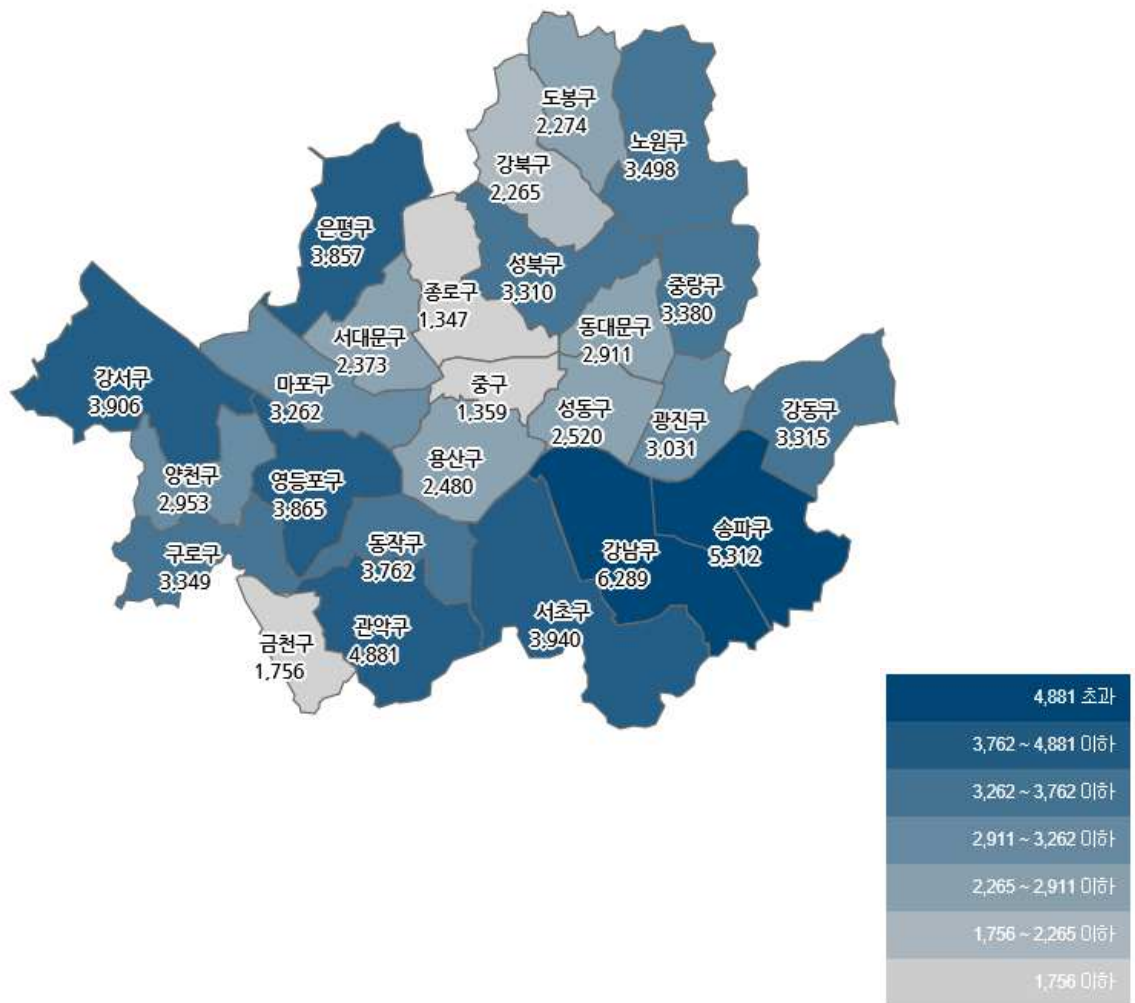 도봉구
2,274
노원구
3,498
강북구
2,265
은평구
3,857
성북구
3,310
중랑구
3,380
종로구
1,347
동대문구
2,911
서대문구
2,373
강서구
3,906
마포구
3,262
중구
1,359
성동구
2,520
광진구
3,031
강동구
3,315
양천구
2,953
영등포구
3,865
용산구
2,480
송파구
5,312
구로구
3,349
동작구
3,762
강남구
6,289
서초구
3,940
금천구
1,756
관악구
4,881
4,881 초과
3,762 ~ 4,881 이하
3,262 ~ 3,762 이하
2,911 ~ 3,262 이하
2,265 ~ 2,911 이하
1,756 ~ 2,265 이하
1,756 이하